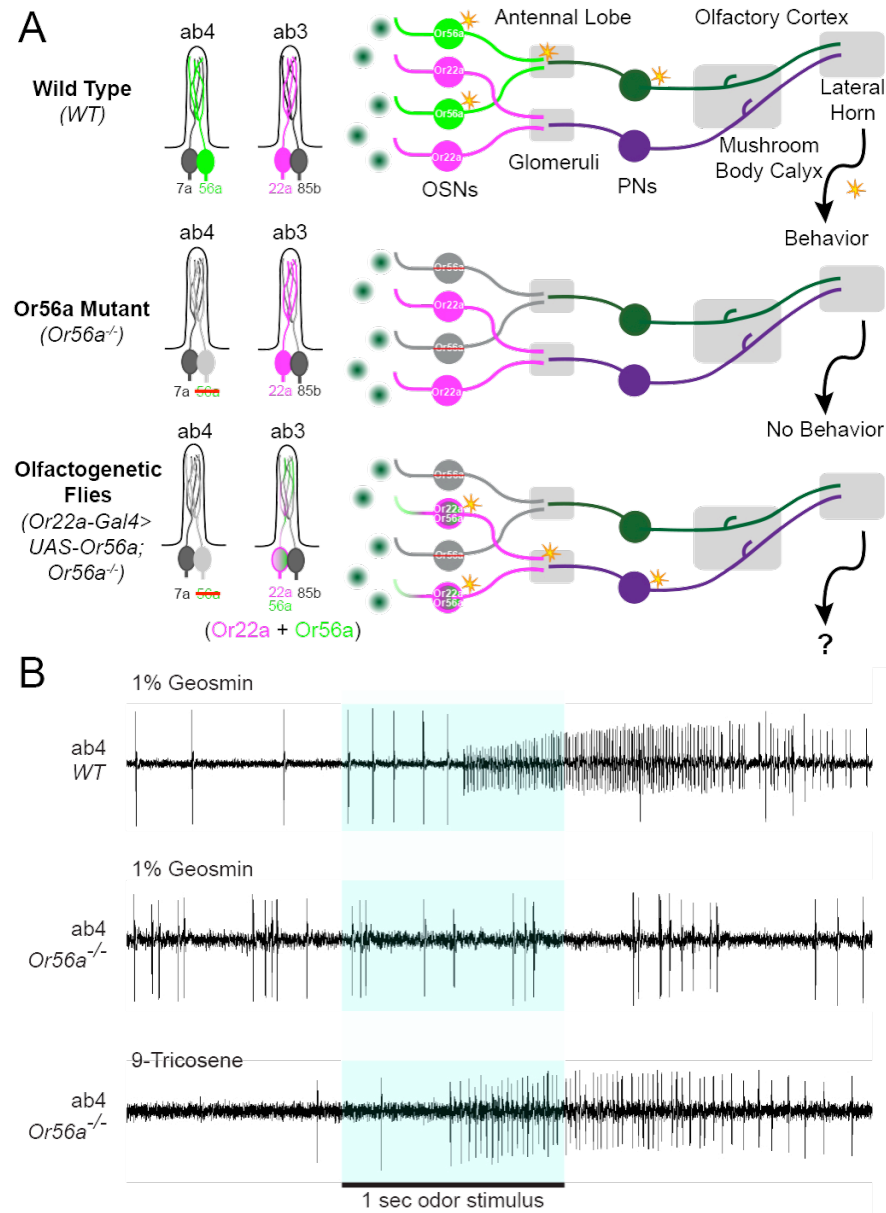 A
ab4
ab3
Wild Type
(WT)
7a 56a
22a 85b
Or56a
Or22a
Or56a
Or22a
OSNs
Antennal Lobe
Glomeruli
PNs
Olfactory Cortex
Mushroom
Body Calyx
Lateral
Horn
Behavior
ab4
ab3
Or56a Mutant
(Or56a-/-)
7a 56a
22a 85b
Or56a
Or22a
Or56a
Or22a
No Behavior
ab4
ab3
Olfactogenetic
Flies
(Or22a-Gal4>
UAS-Or56a;
Or56a-/-)
7a 56a
22a 85b
56a
(Or22a + Or56a)
Or56a
Or22a
Or56a
Or56a
Or22a
Or56a
?
B
1% Geosmin
ab4
WT
1% Geosmin
ab4
Or56a-/-
9-Tricosene
ab4
Or56a-/-
1 sec odor stimulus